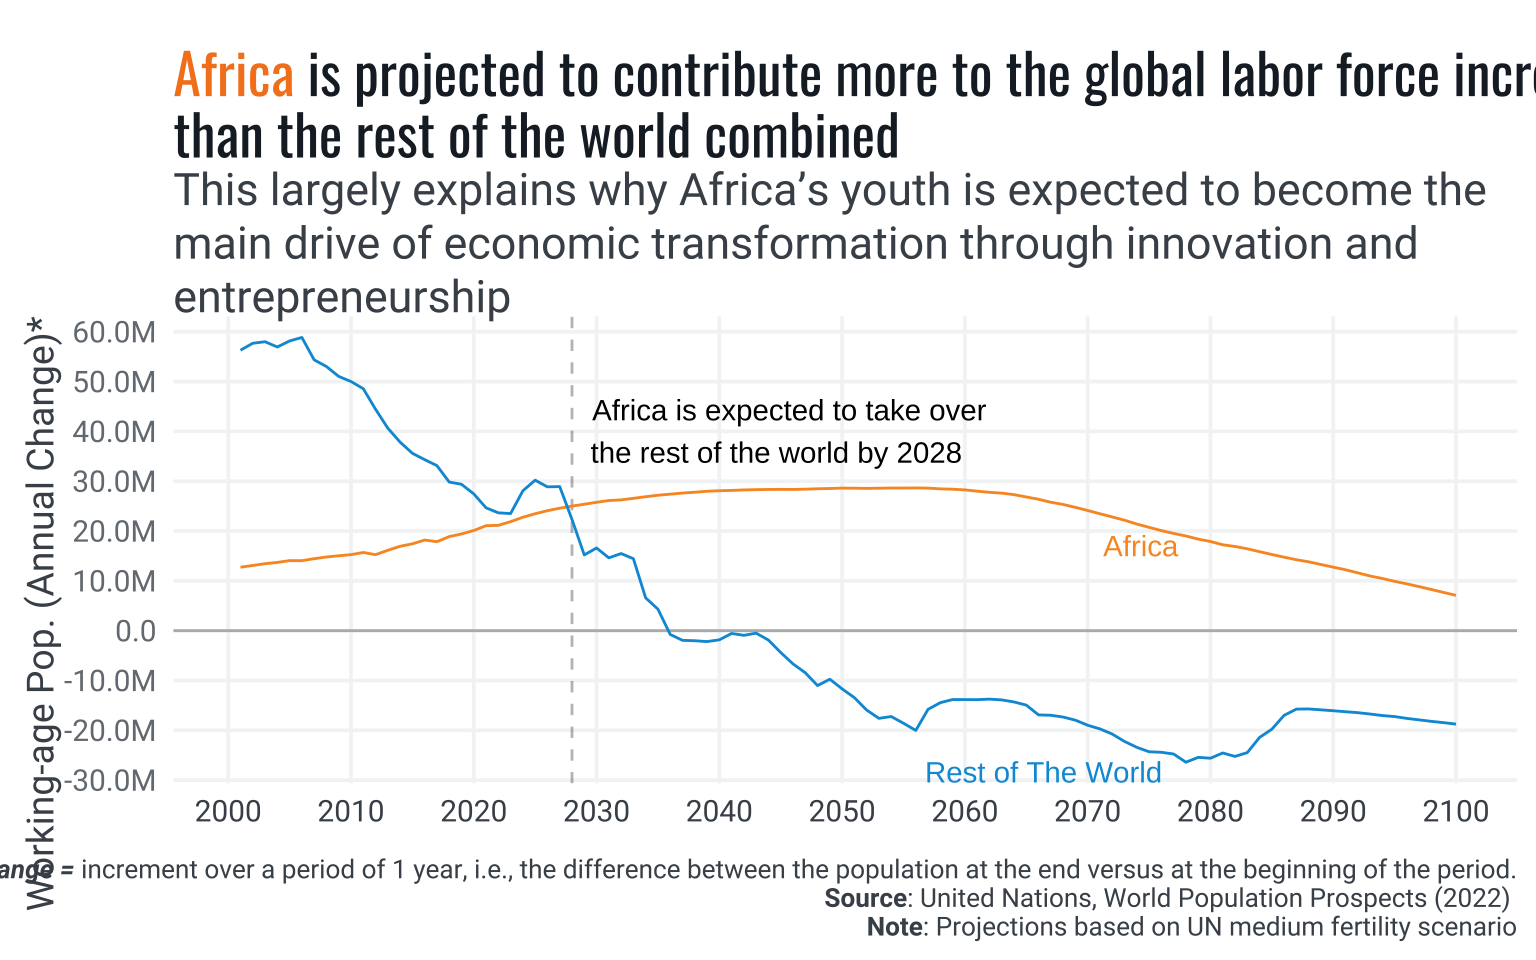 Africa is projected to contribute more to the global labor force
than the rest of the world combined
This largely explains why Africa’s youth is expected to become the
main drive of economic transformation through innovation and
entrepreneurship
Working-age Pop. (Annual Change)*
60.0M
50.0M
40.0M
30.0M
20.0M
10.0M
0.0
-10.0M
-20.0M
-30.0M
Africa is expected to take over
the rest of the world by 2028
Africa
Rest of The World
2000 2010 2020 2030 2040 2050 2060 2070 2080 2090 2100
= increment over a period of 1 year, i.e., the difference between the population at the end versus at the beginning of the period.
Source: United Nations, World Population Prospects (2022)
Note: Projections based on UN medium fertility scenario